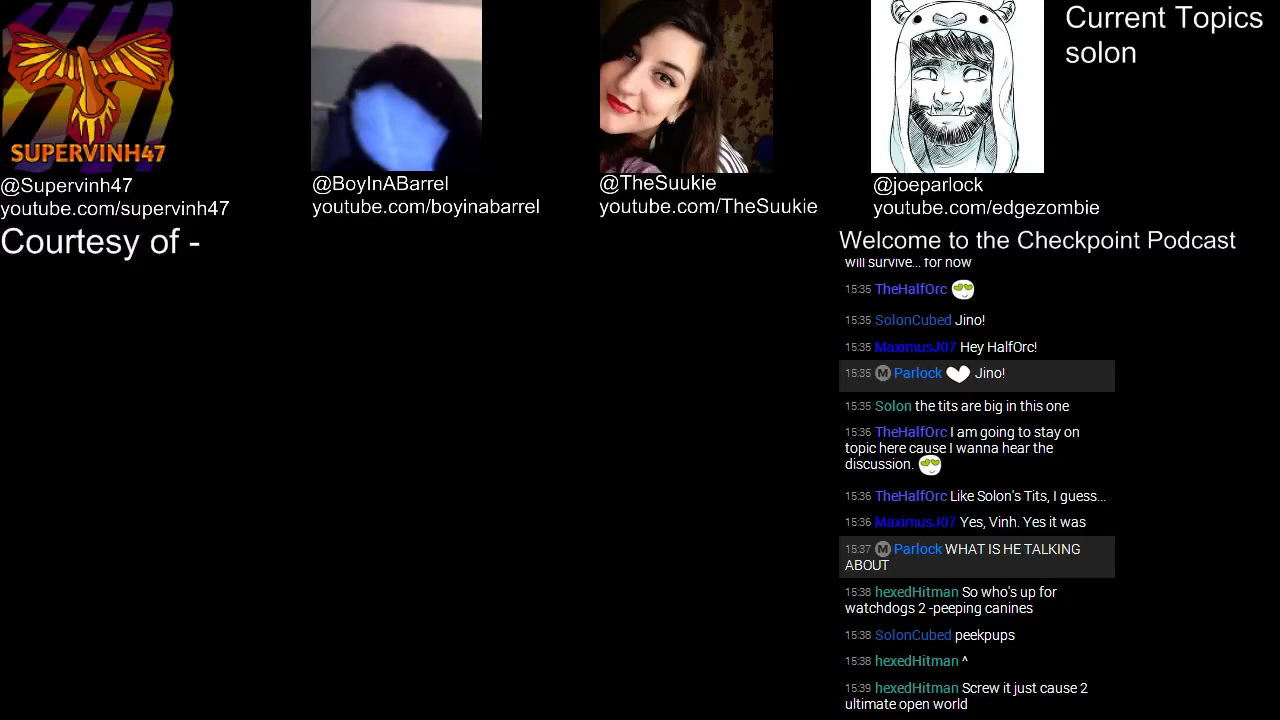 SUPERVINH47
@Supervinh47
youtube.com/supervinh47
@BoyInABarrel
youtube.com/boyinabarrel
@TheSuukie
youtube.com/TheSuukie
@joeparlock
youtube.com/edgezombie
Current Topics
solon
Courtesy of -
Welcome to the Checkpoint Podcast
will survive... for now
15:35 TheHalfOrc
15:35 SolonCubed Jino!
15:35 MaximusJ07 Hey HalfOrc!
15:35 M Parlock Jino!
15:35 Solon the tits are big in this one
15:36 TheHalfOrc I am going to stay on
topic here cause I wanna hear the
discussion.
15:36 TheHalfOrc Like Solon's Tits, I guess...
15:36 MaximusJ07 Yes, Vinh. Yes it was
15:37 M Parlock WHAT IS HE TALKING
ABOUT
15:38 hexedHitman So who's up for
watchdogs 2 -peeping canines
15:38 SolonCubed peekpups
15:38 hexedHitman ^
15:39 hexedHitman Screw it just cause 2
ultimate open world